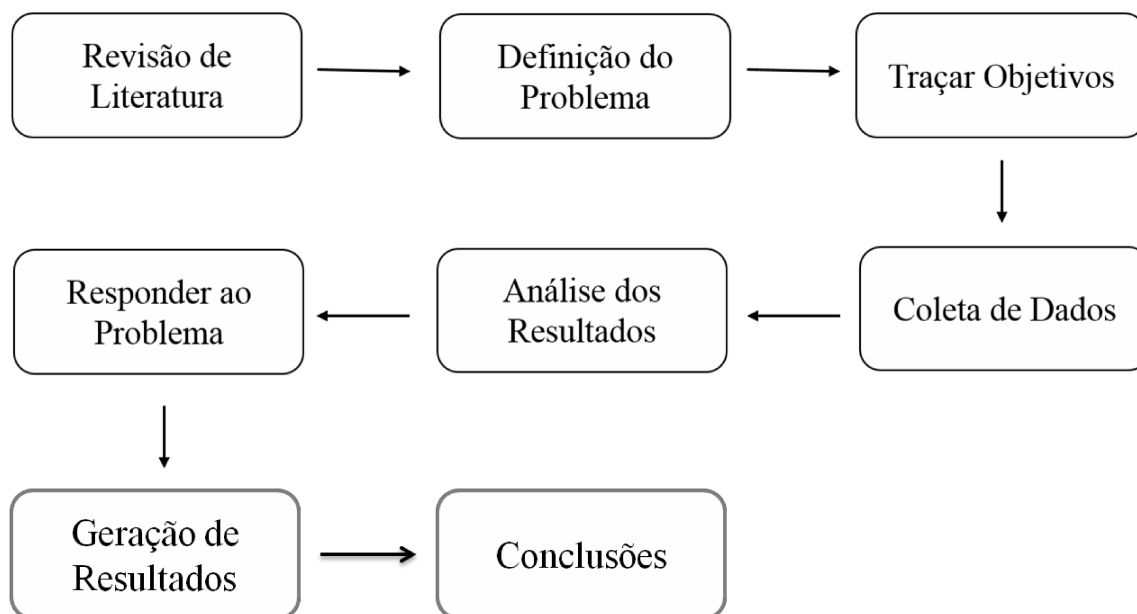 Revisão de
Literatura
Definição do
Problema
Traçar Objetivos
Coleta de Dados
Análise dos
Resultados
Responder ao
Problema
Geração de
Resultados
Conclusões